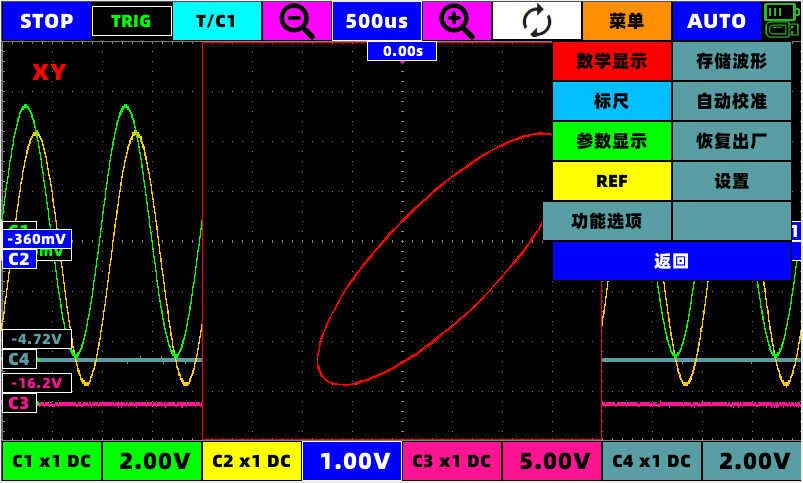 STOP TRIG T/C1 500us 菜单 AUTO
0.00s
XY
数学显示 存储波形
标尺 自动校准
参数显示 恢复出厂
REF 设置
功能选项
返回
C1
-360mV
mV
C2
1
-4.72V
C4
-16.2V
C3
C1 x1 DC 2.00V C2 x1 DC 1.00V C3 x1 DC 5.00V C4 x1 DC 2.00V